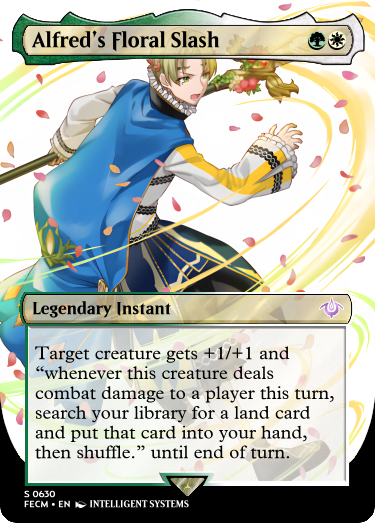 Alfred's Floral Slash
Legendary Instant
Target creature gets +1/+1 and
“whenever this creature deals
combat damage to a player this turn,
search your library for a land card
and put that card into your hand,
then shuffle.” until end of turn.
S 0630
FECM • EN INTELLIGENT SYSTEMS